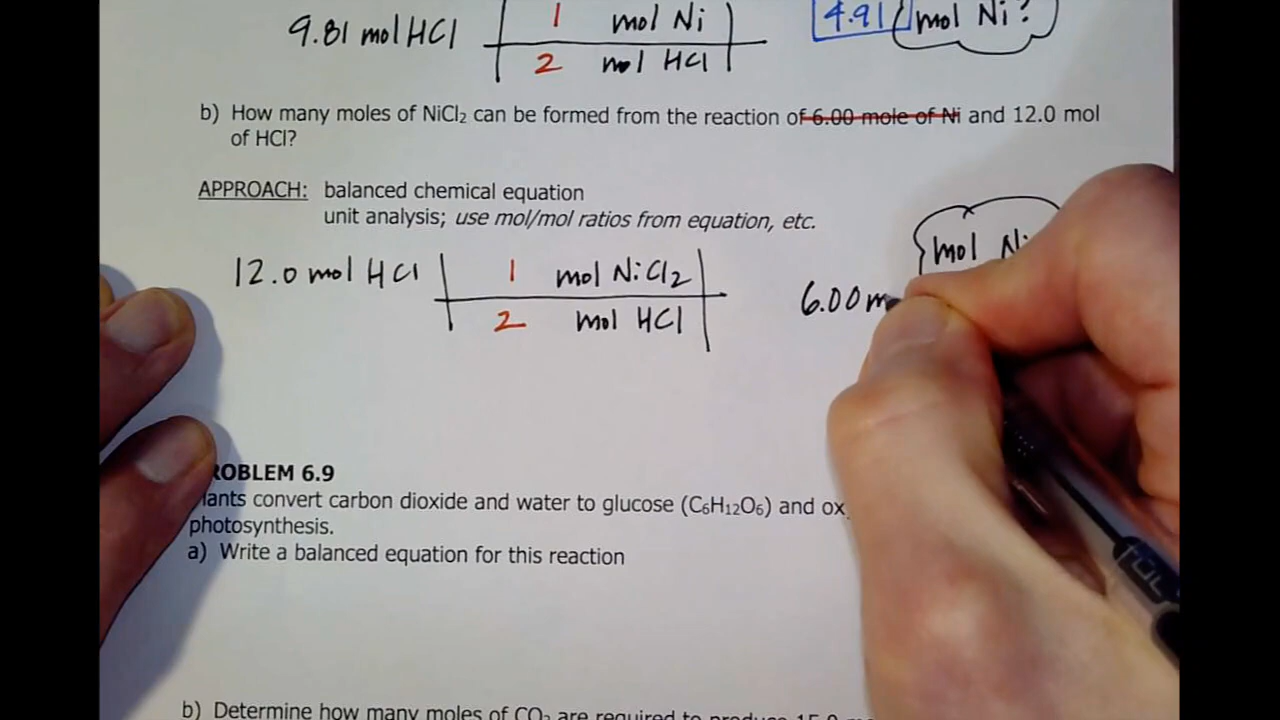 9.81 mol HCl 1 mol Ni 4.91 mol Ni?
2 mol HCl
b) How many moles of NiCl₂ can be formed from the reaction of 6.00 mole of Ni and 12.0 mol
of HCl?
APPROACH: balanced chemical equation
unit analysis; use mol/mol ratios from equation, etc.
12.0 mol HCl 1 mol NiCl₂ mol
2 mol HCl 6.00
PROBLEM 6.9
convert carbon dioxide and water to glucose (C₆H₁₂O₆) and
photosynthesis.
a) Write a balanced equation for this reaction
b) Determine how many moles of CO₂ are required to produce 15.0